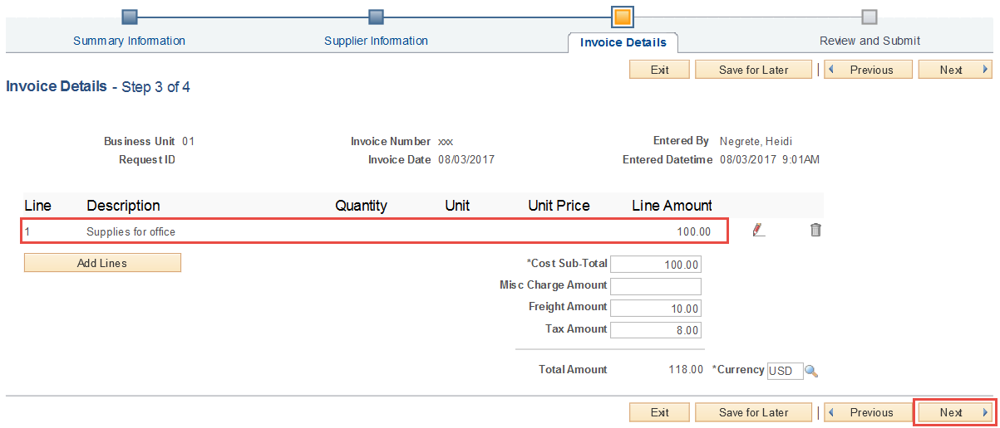 Summary Information Supplier Information Invoice Details Review and Submit
Exit Save for Later | Previous Next
Invoice Details - Step 3 of 4
Business Unit 01 Invoice Number xxx Entered By Negrete, Heidi
Request ID Invoice Date 08/03/2017 Entered Datetime 08/03/2017 9:01AM
Line Description Quantity Unit Unit Price Line Amount
1 Supplies for office 100.00
Add Lines *Cost Sub-Total 100.00
Misc Charge Amount
Freight Amount 10.00
Tax Amount 8.00
Total Amount 118.00 *Currency USD
Exit Save for Later | Previous Next